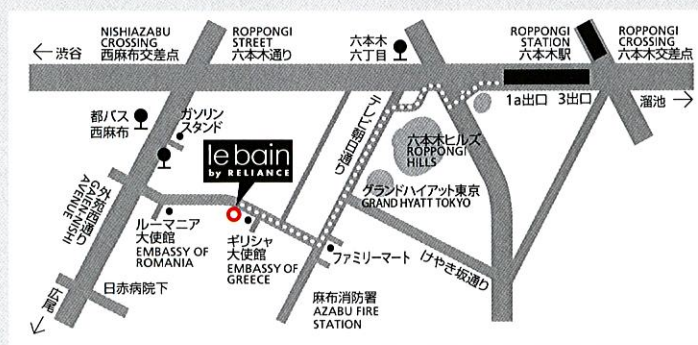 NISHIAZABU
CROSSING
西麻布交差点
ROPPONGI
STREET
六本木通り
六本木
六丁目
ROPPONGI
STATION
六本木駅
ROPPONGI
CROSSING
六本木交差点
←渋谷
1a出口
3出口
溜池
→
都バス
西麻布
ガソリン
スタンド
le bain
by RELIANCE
テレビ朝日通り
六本木ヒルズ
ROPPONGI
HILLS
グランドハイアット東京
GRAND HYATT TOKYO
外苑西通り
GAIEN-NISHI
AVENUE
ルーマニア
大使館
EMBASSY OF
ROMANIA
ギリシャ
大使館
EMBASSY OF
GREECE
ファミリーマート
けやき坂通り
日赤病院下
麻布消防署
AZABU FIRE
STATION
広尾